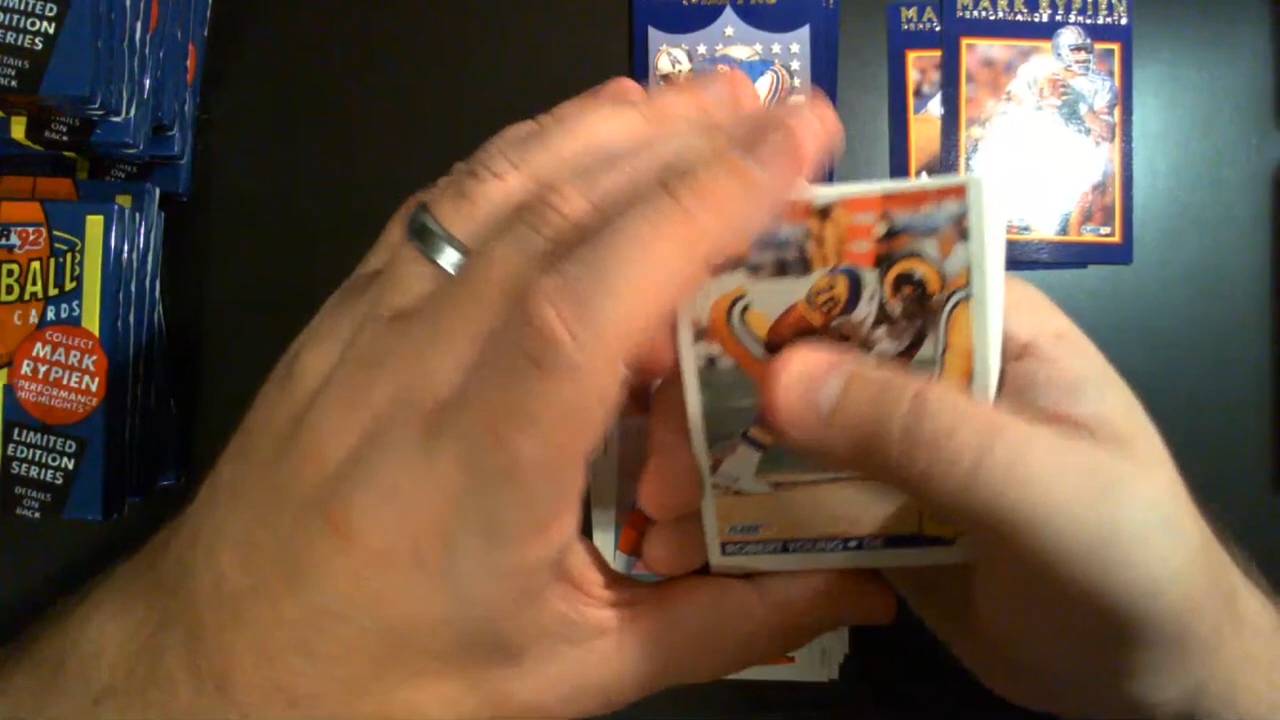 LIMITED
EDITION
SERIES
DETAILS
ON
BACK
'92
BALL
CARDS
COLLECT
MARK
RYPIEN
"PERFORMANCE
HIGHLIGHTS"
LIMITED
EDITION
SERIES
DETAILS
ON
BACK
MA
MARK RYPIEN
PERFORMANCE HIGHLIGHTS
FLEER
ROBERT YOUNG